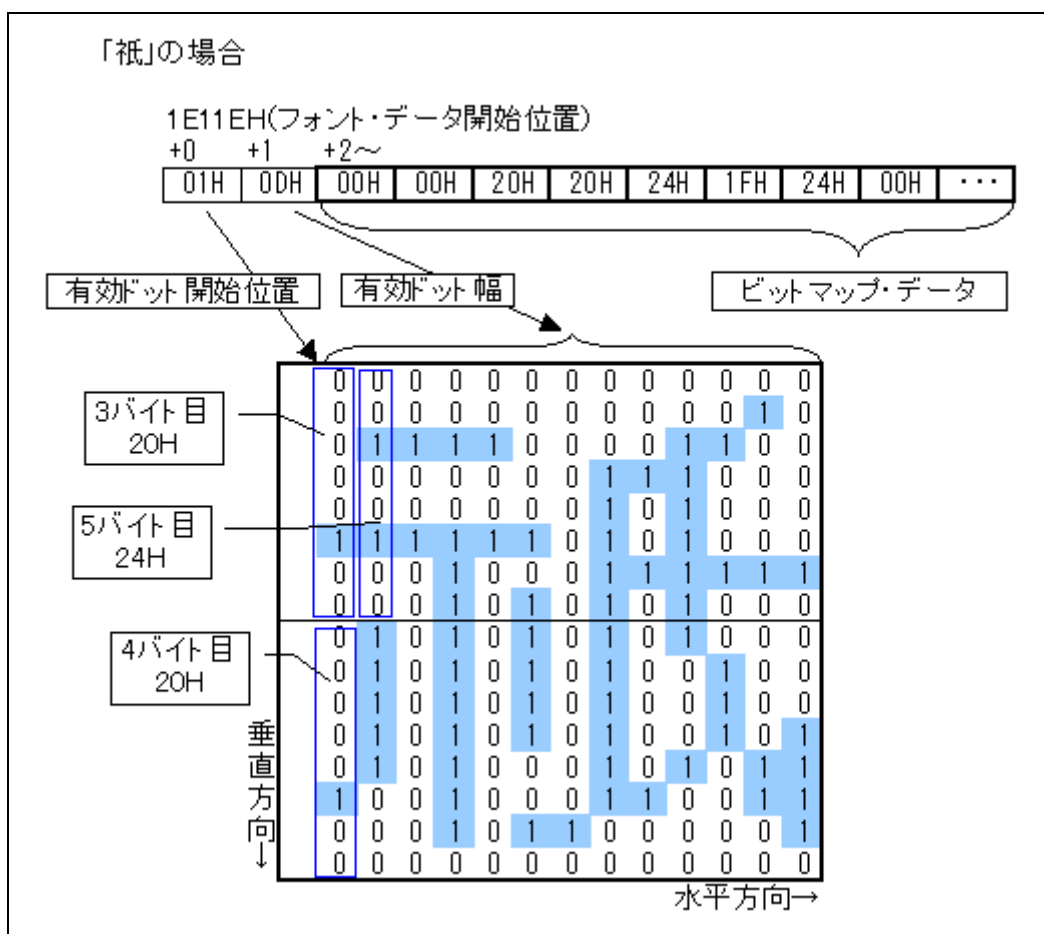 「祇」の場合
1E11EH(フォント・データ開始位置)
+0 +1 +2～
01H 0DH 00H 00H 20H 20H 24H 1FH 24H 00H ・・・
有効ドット開始位置
有効ドット幅
ビットマップ・データ
3バイト目
20H
5バイト目
24H
4バイト目
20H
0 0 0 0 0 0 0 0 0 0 0 0 0
0 0 0 0 0 0 0 0 0 0 0 1 0
0 1 1 1 1 0 0 0 0 1 1 0 0
0 0 0 0 0 0 0 1 1 1 0 0 0
0 0 0 0 0 0 0 1 0 1 0 0 0
1 1 1 1 1 1 0 1 0 1 0 0 0
0 0 0 1 0 0 0 1 1 1 1 1 1
0 0 0 1 0 1 0 1 0 1 0 0 0
0 1 0 1 0 1 0 1 0 1 0 0 0
0 1 0 1 0 1 0 1 0 0 1 0 0
0 1 0 1 0 1 0 1 0 0 1 0 0
0 1 0 1 0 1 0 1 0 0 1 0 1
0 1 0 1 0 0 0 1 0 1 0 1 1
1 0 0 1 0 0 0 1 1 0 0 1 1
0 0 0 1 0 1 1 0 0 0 0 0 1
0 0 0 0 0 0 0 0 0 0 0 0 0
垂直方向↓
水平方向→